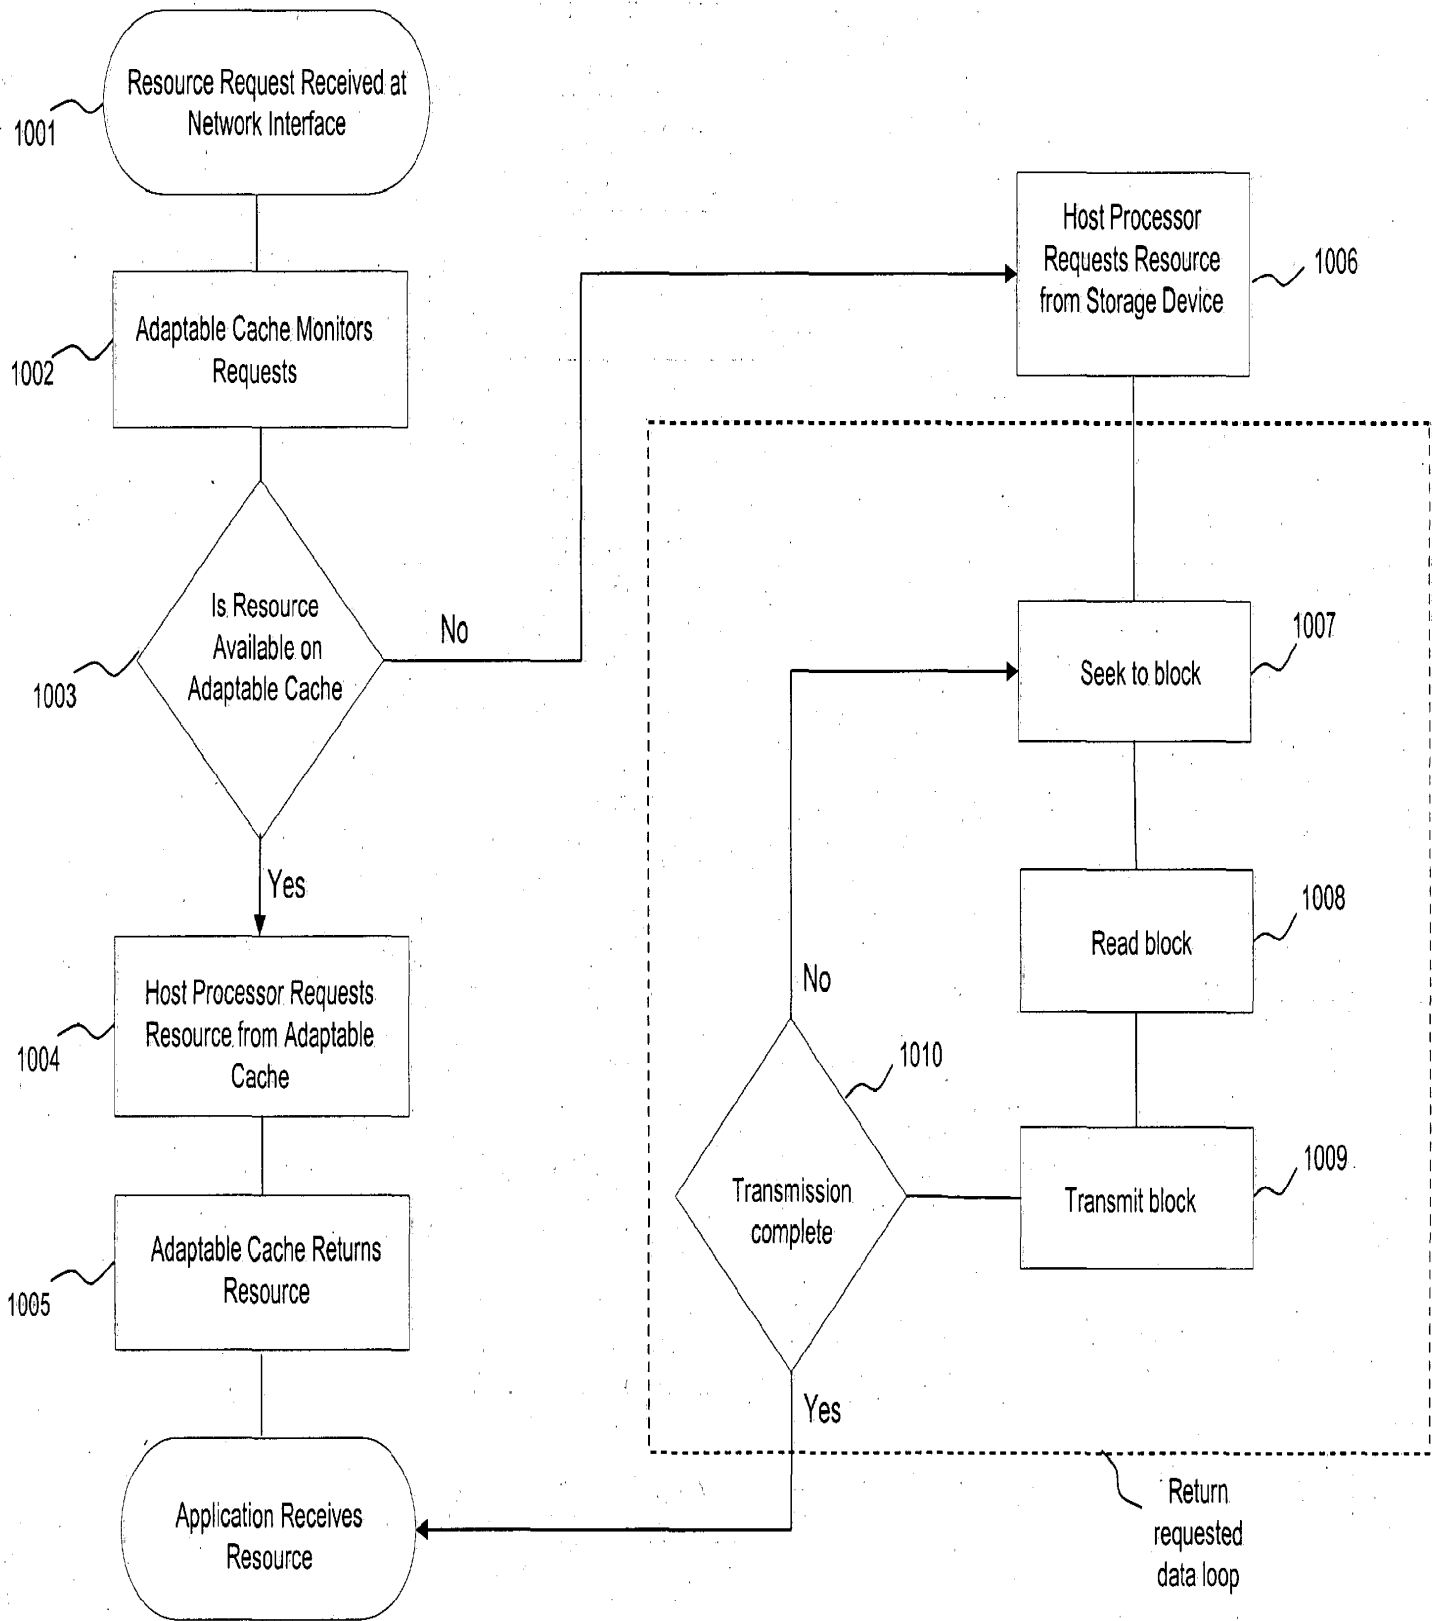 Resource Request Received at
Network Interface
1001
Adaptable Cache Monitors
Requests
1002
Is Resource
Available on
Adaptable Cache
1003
No
Yes
Host Processor Requests
Resource from Adaptable
Cache
1004
Adaptable Cache Returns
Resource
1005
Application Receives
Resource
Host Processor
Requests Resource
from Storage Device
1006
Seek to block
1007
Read block
1008
Transmit block
1009
Transmission
complete
1010
No
Yes
Return
requested
data loop